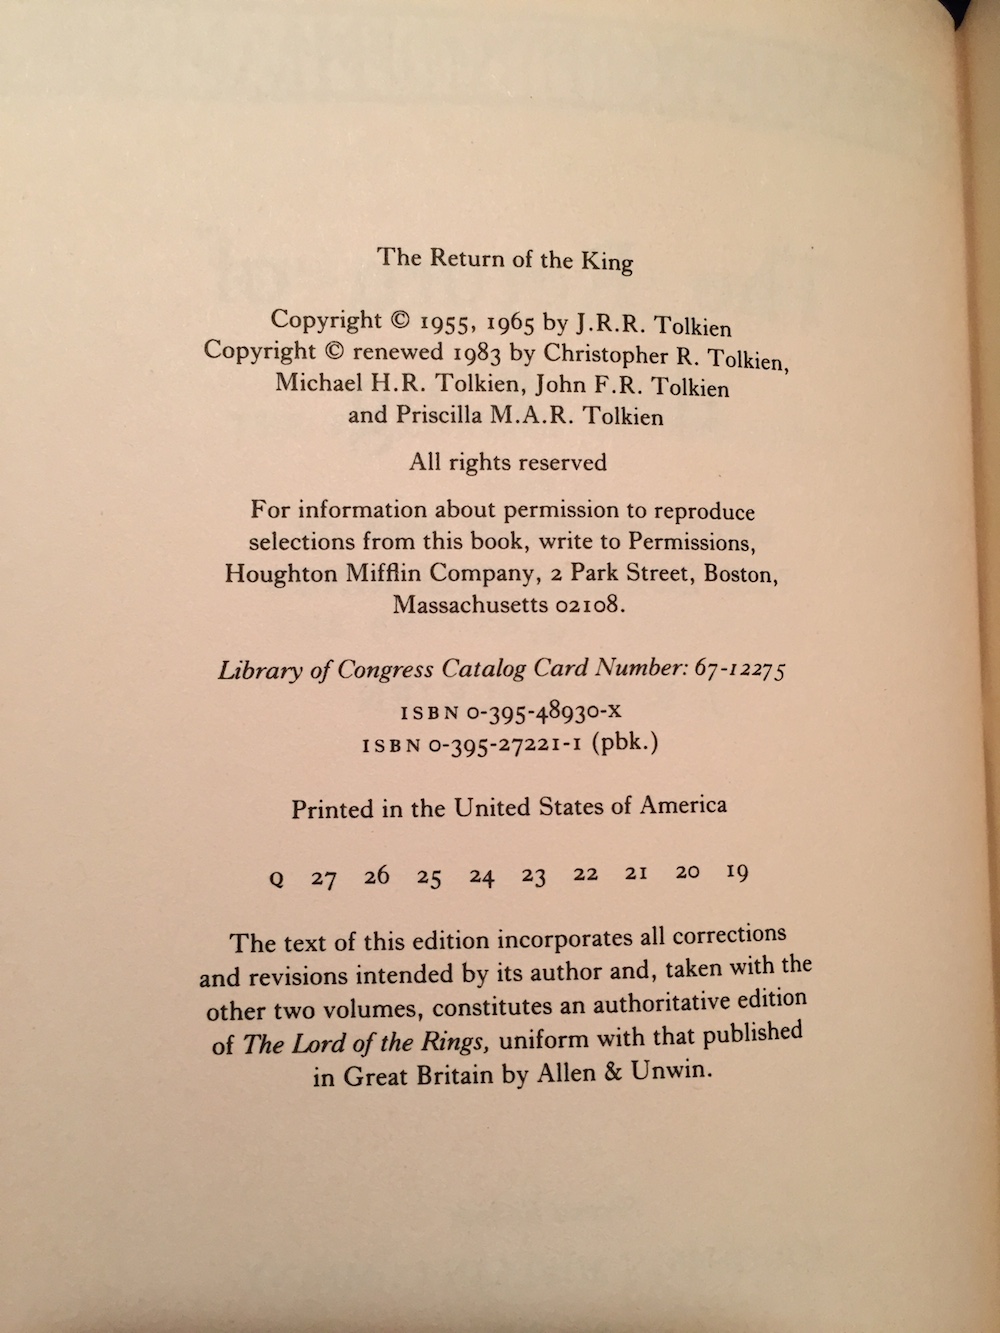 The Return of the King
Copyright © 1955, 1965 by J.R.R. Tolkien
Copyright © renewed 1983 by Christopher R. Tolkien,
Michael H.R. Tolkien, John F.R. Tolkien
and Priscilla M.A.R. Tolkien
All rights reserved
For information about permission to reproduce
selections from this book, write to Permissions,
Houghton Mifflin Company, 2 Park Street, Boston,
Massachusetts 02108.
Library of Congress Catalog Card Number: 67-12275
ISBN 0-395-48930-X
ISBN 0-395-27221-1 (pbk.)
Printed in the United States of America
Q 27 26 25 24 23 22 21 20 19
The text of this edition incorporates all corrections
and revisions intended by its author and, taken with the
other two volumes, constitutes an authoritative edition
of The Lord of the Rings, uniform with that published
in Great Britain by Allen & Unwin.